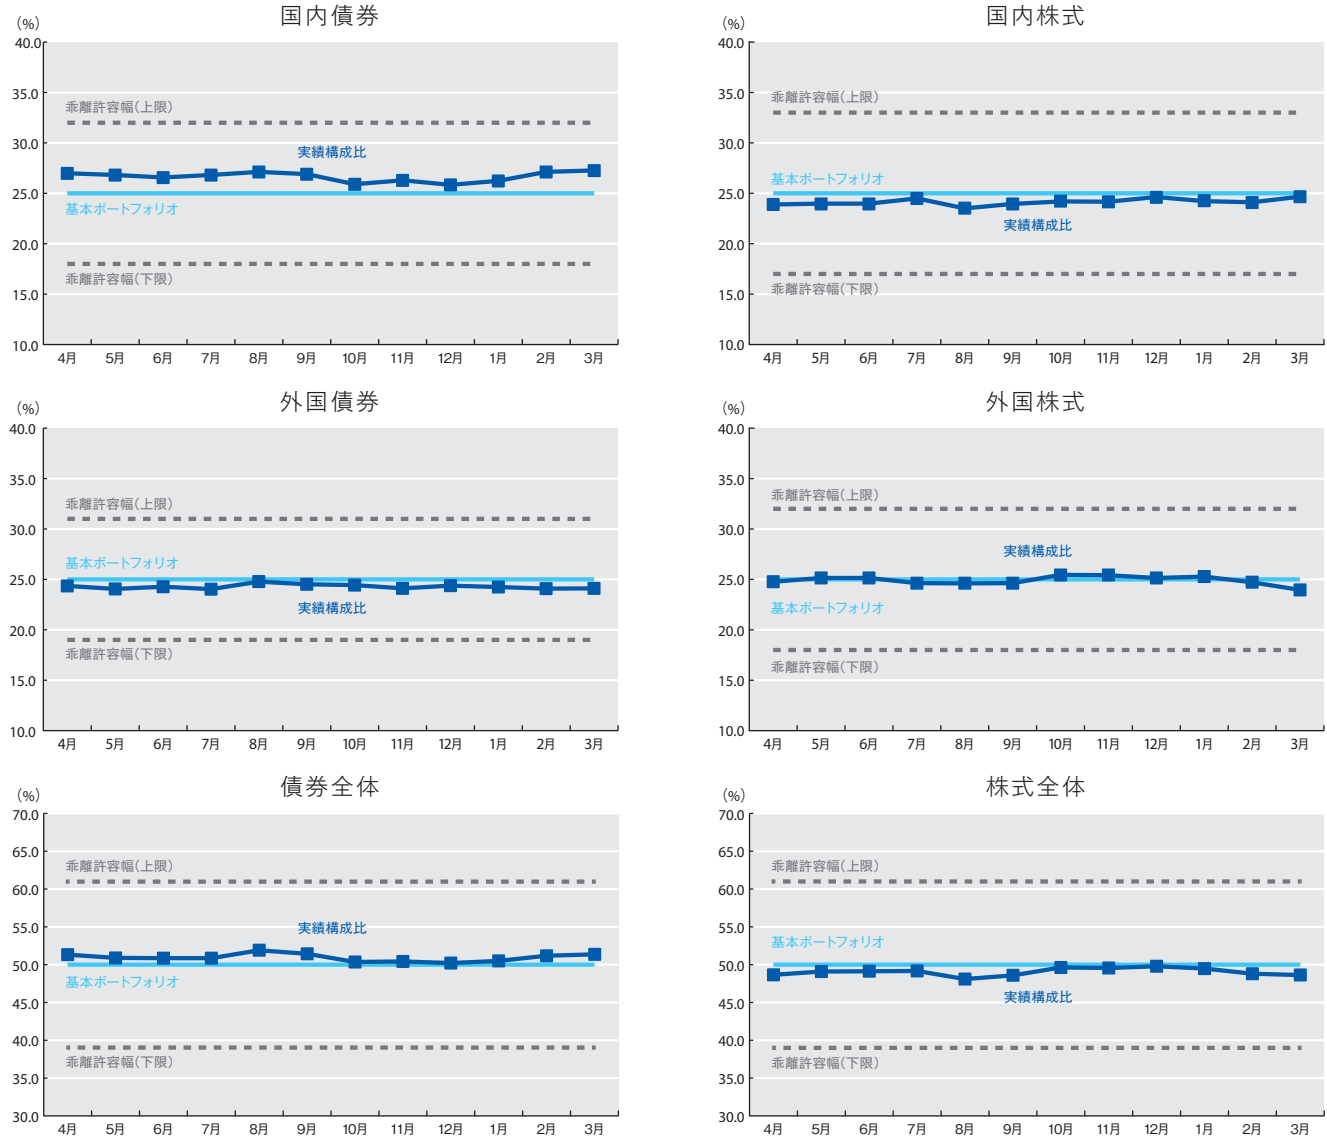 国内債券
(%)
40.0
35.0
30.0
25.0
20.0
15.0
10.0
乖離許容幅(上限)
実績構成比
基本ポートフォリオ
乖離許容幅(下限)
4月 5月 6月 7月 8月 9月 10月 11月 12月 1月 2月 3月
国内株式
(%)
40.0
35.0
30.0
25.0
20.0
15.0
10.0
乖離許容幅(上限)
基本ポートフォリオ
実績構成比
乖離許容幅(下限)
4月 5月 6月 7月 8月 9月 10月 11月 12月 1月 2月 3月
外国債券
(%)
40.0
35.0
30.0
25.0
20.0
15.0
10.0
乖離許容幅(上限)
基本ポートフォリオ
実績構成比
乖離許容幅(下限)
4月 5月 6月 7月 8月 9月 10月 11月 12月 1月 2月 3月
外国株式
(%)
40.0
35.0
30.0
25.0
20.0
15.0
10.0
乖離許容幅(上限)
実績構成比
基本ポートフォリオ
乖離許容幅(下限)
4月 5月 6月 7月 8月 9月 10月 11月 12月 1月 2月 3月
債券全体
(%)
70.0
65.0
60.0
55.0
50.0
45.0
40.0
35.0
30.0
乖離許容幅(上限)
実績構成比
基本ポートフォリオ
乖離許容幅(下限)
4月 5月 6月 7月 8月 9月 10月 11月 12月 1月 2月 3月
株式全体
(%)
70.0
65.0
60.0
55.0
50.0
45.0
40.0
35.0
30.0
乖離許容幅(上限)
基本ポートフォリオ
実績構成比
乖離許容幅(下限)
4月 5月 6月 7月 8月 9月 10月 11月 12月 1月 2月 3月